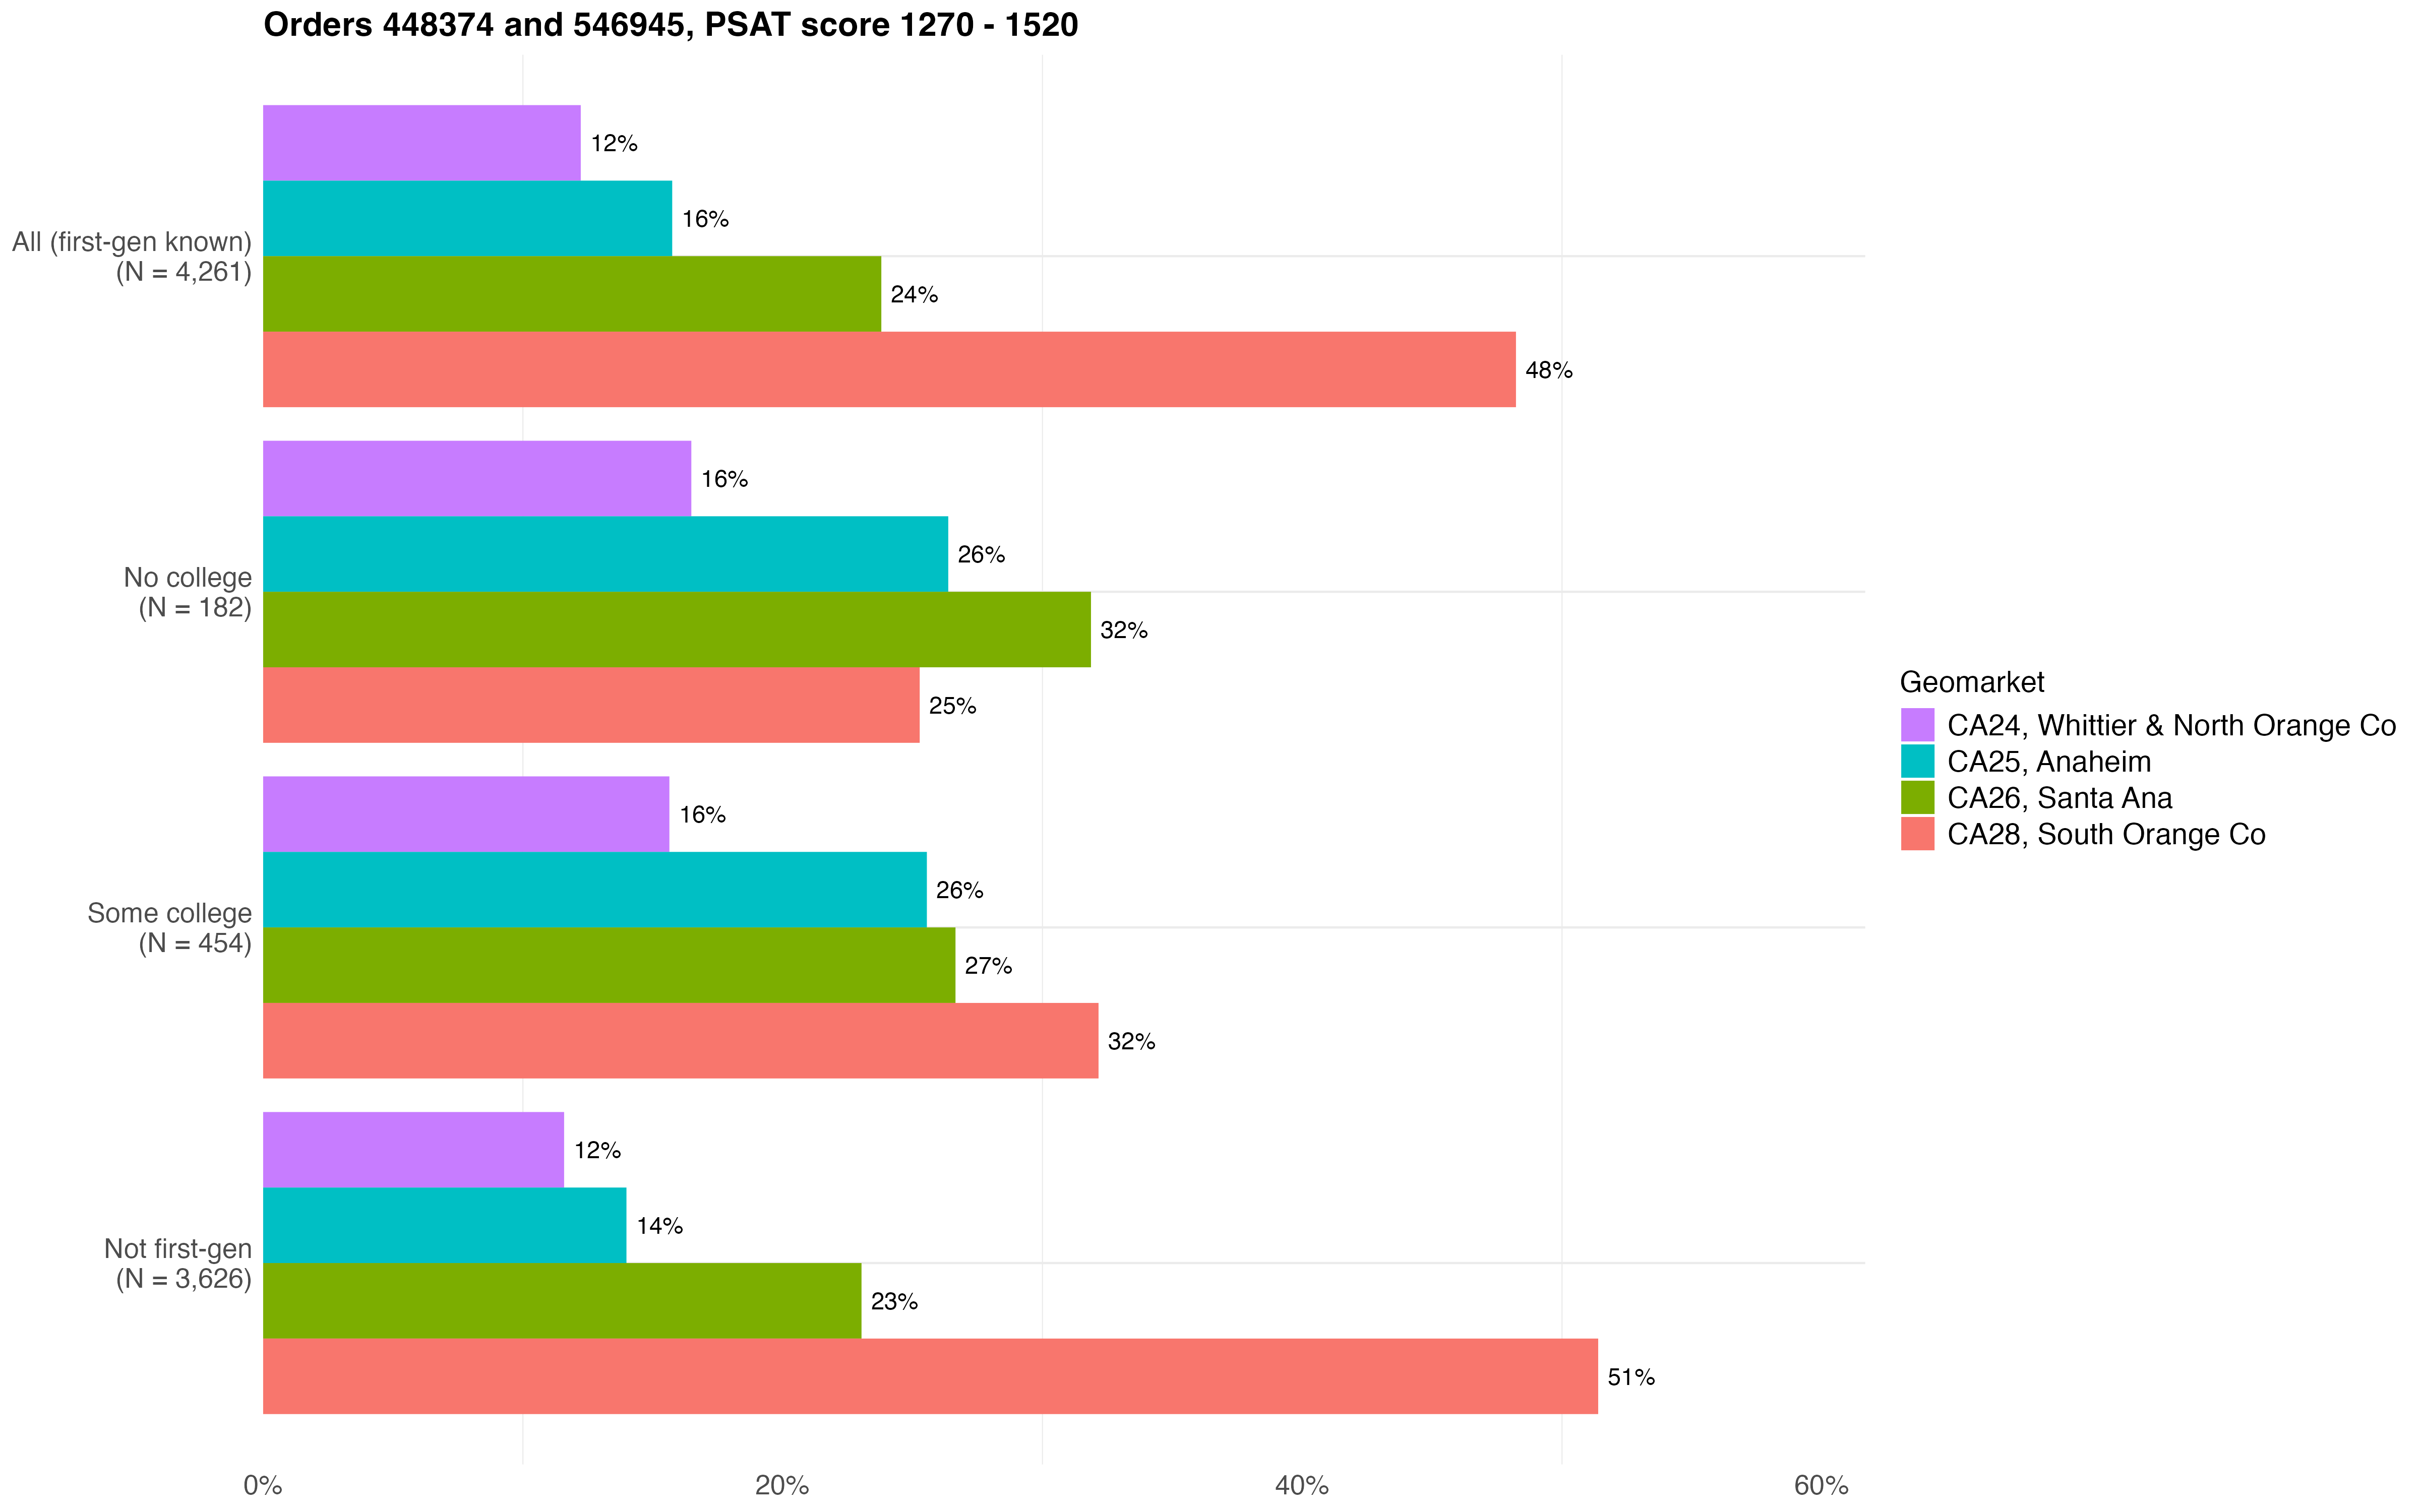 Orders 448374 and 546945, PSAT score 1270 - 1520
All (first-gen known)
(N = 4,261)
12%
16%
24%
48%
No college
(N = 182)
16%
26%
32%
25%
Some college
(N = 454)
16%
26%
27%
32%
Not first-gen
(N = 3,626)
12%
14%
23%
51%
0%
20%
40%
60%
Geomarket
CA24, Whittier & North Orange Co
CA25, Anaheim
CA26, Santa Ana
CA28, South Orange Co